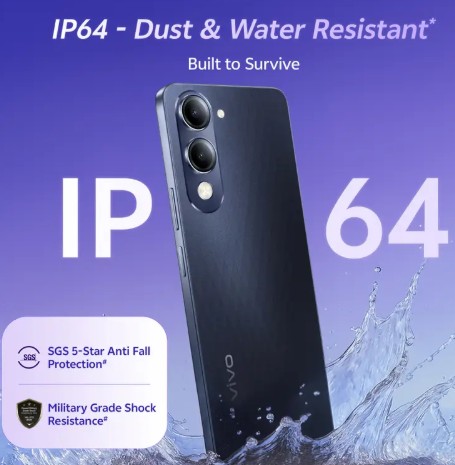 IP64 - Dust & Water Resistant*
Built to Survive
IP 64
vivo
SGS
SGS 5-Star Anti Fall
Protection#
Military Grade Shock
Resistance#